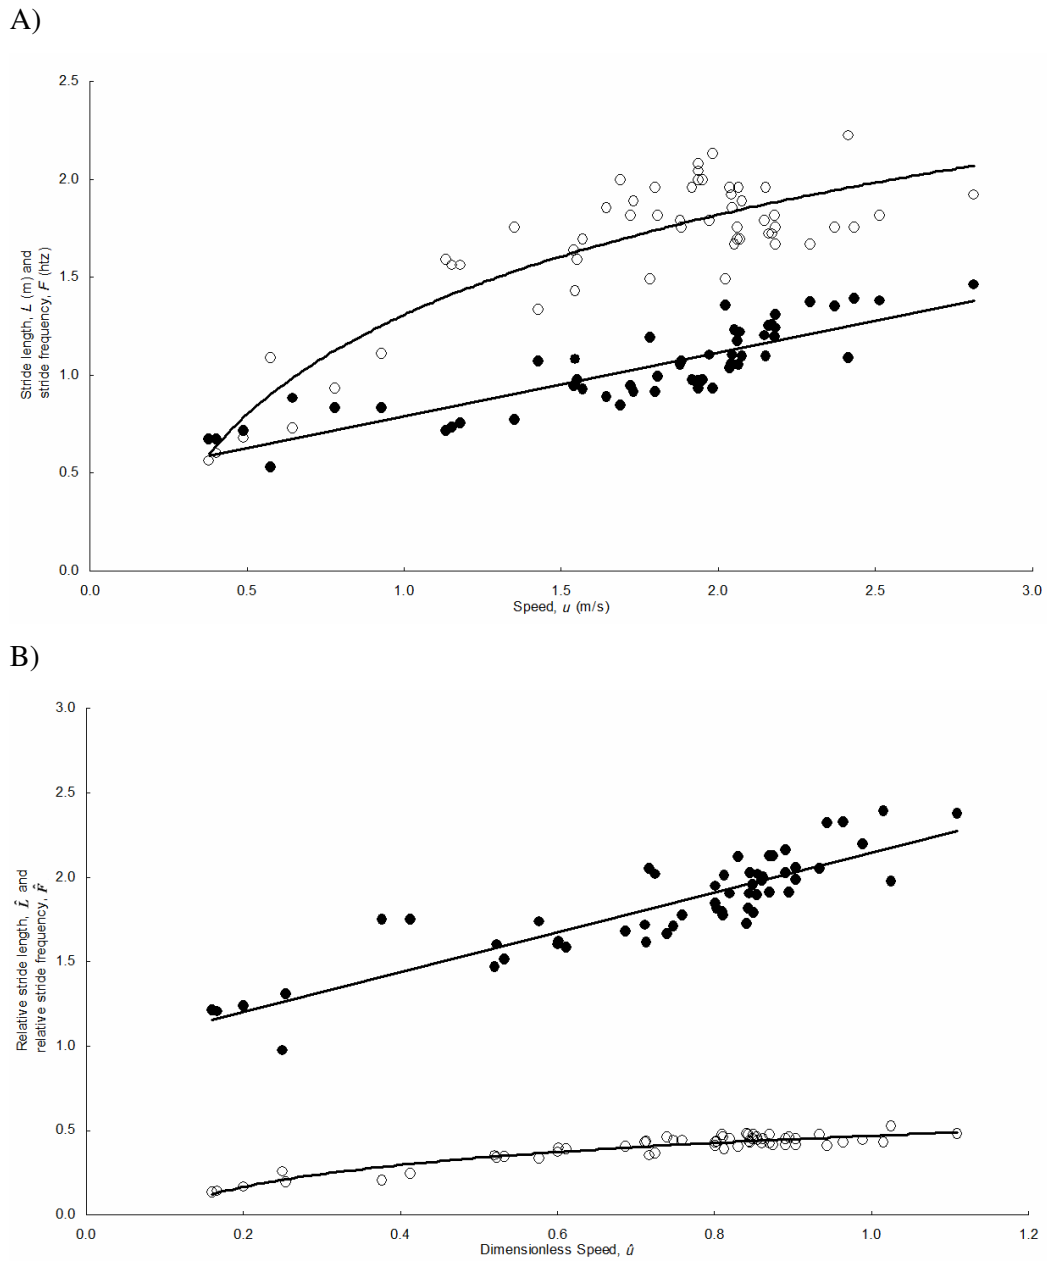 A)
2.5
2.0
1.5
1.0
0.5
0.0
Stride length, L (m) and
stride frequency, F (htz)
0.0 0.5 1.0 1.5 2.0 2.5 3.0
Speed, u (m/s)
B)
3.0
2.5
2.0
1.5
1.0
0.5
0.0
Relative stride length, L̂ and
relative stride frequency, F̂
0.0 0.2 0.4 0.6 0.8 1.0 1.2
Dimensionless Speed, û